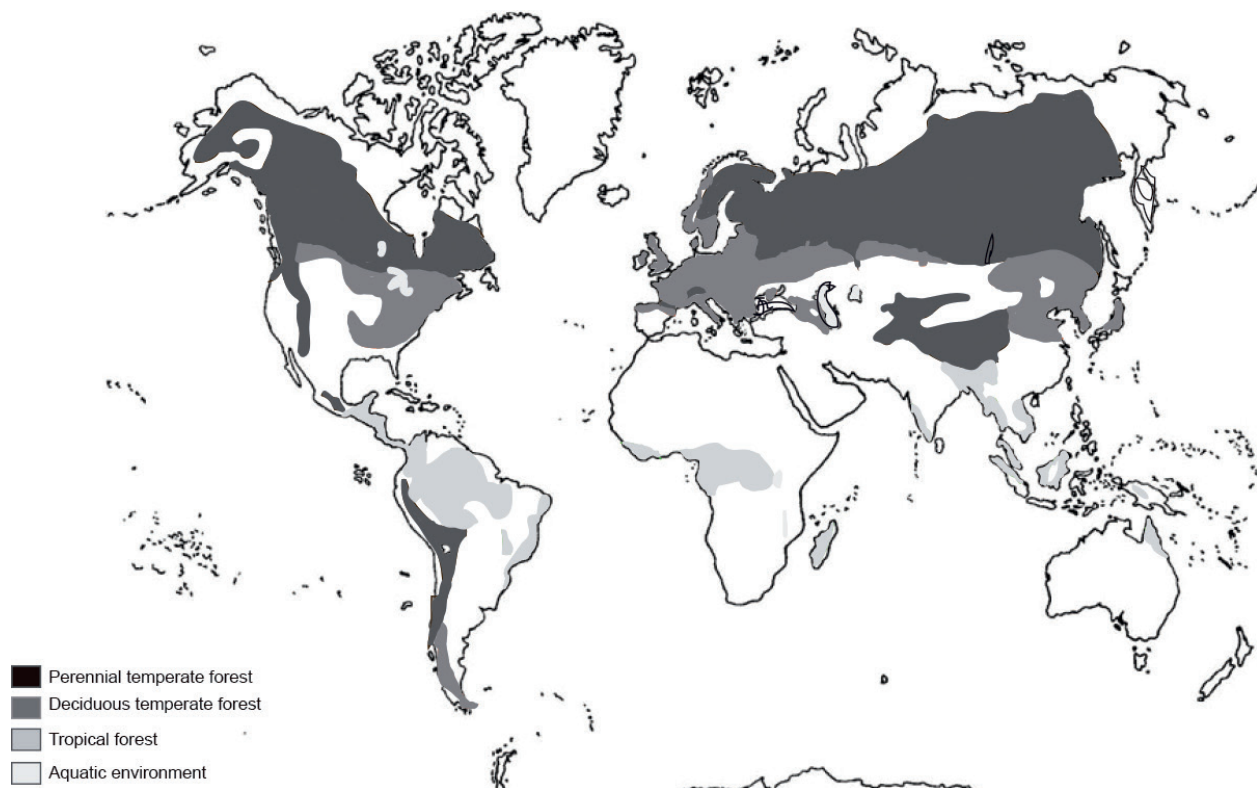 Perennial temperate forest
Deciduous temperate forest
Tropical forest
Aquatic environment